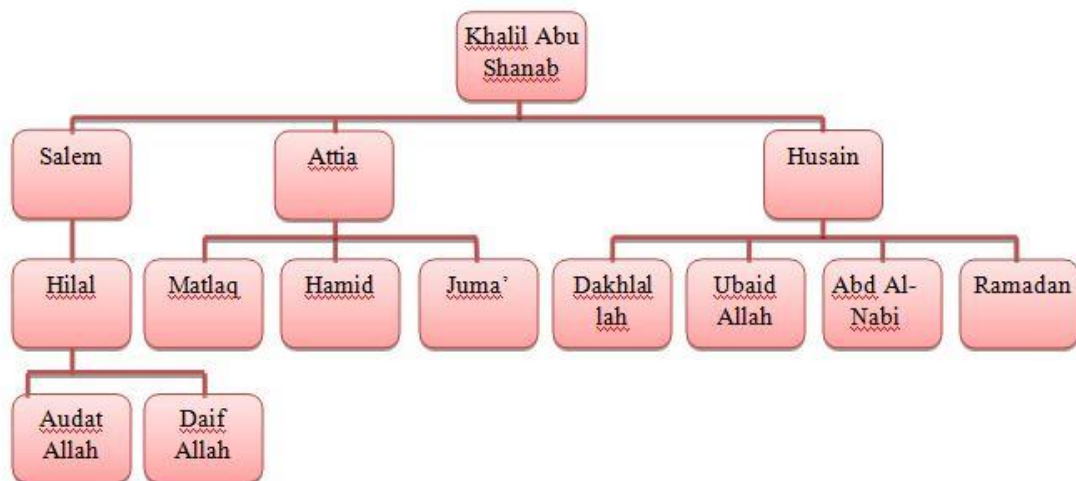 Khalil Abu
Shanab
Salem
Attia
Husain
Hilal
Matlaq
Hamid
Juma’
Dakhlal
lah
Ubaid
Allah
Abd Al-
Nabi
Ramadan
Audat
Allah
Daif
Allah